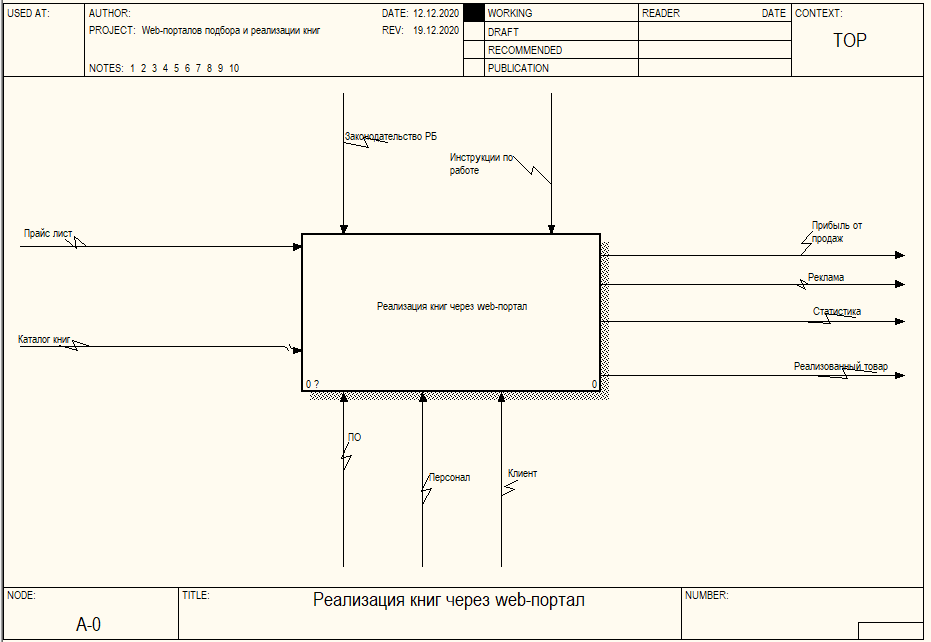 USED AT:
AUTHOR:
DATE: 12.12.2020
PROJECT: Web-порталов подбора и реализации книг
REV: 19.12.2020
NOTES: 1 2 3 4 5 6 7 8 9 10
WORKING
DRAFT
RECOMMENDED
PUBLICATION
READER
DATE
CONTEXT:
TOP
Законодательство РБ
Инструкции по
работе
Прайс лист
Каталог книг
Реализация книг через web-портал
0 ?
0
Прибыль от
продаж
Реклама
Статистика
Реализованный товар
ПО
Персонал
Клиент
NODE:
A-0
TITLE:
Реализация книг через web-портал
NUMBER: